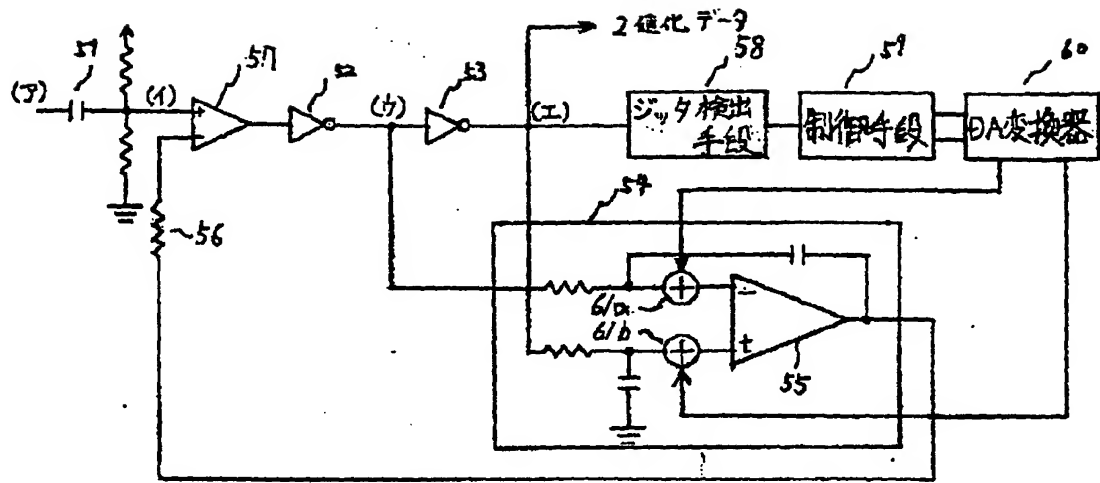 2値化データ
51
(ア)
(イ)
57
52
(ウ)
53
(エ)
58
ジッタ検出
手段
59
制御手段
60
DA変換器
56
54
61a
61b
55